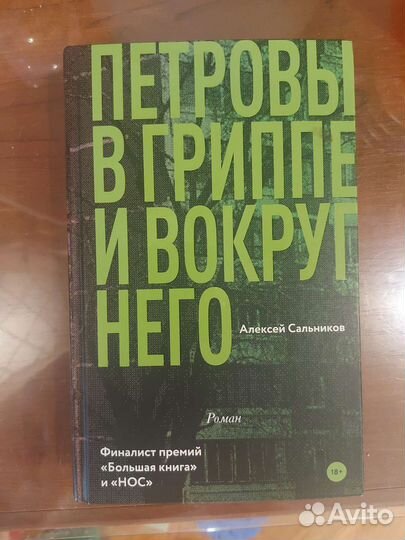 ПЕТРОВЫ
В ГРИППЕ
И ВОКРУГ
НЕГО
Алексей Сальников
Роман
Финалист премий
«Большая книга»
и «НОС»
18+
Avito